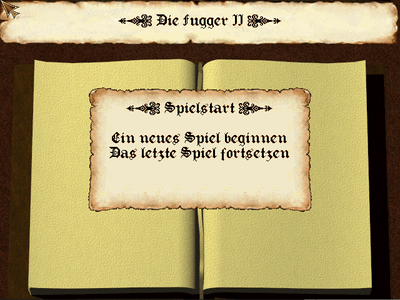 Die Fugger II
Spielstart
Ein neues Spiel beginnen
Das letzte Spiel fortsetzen